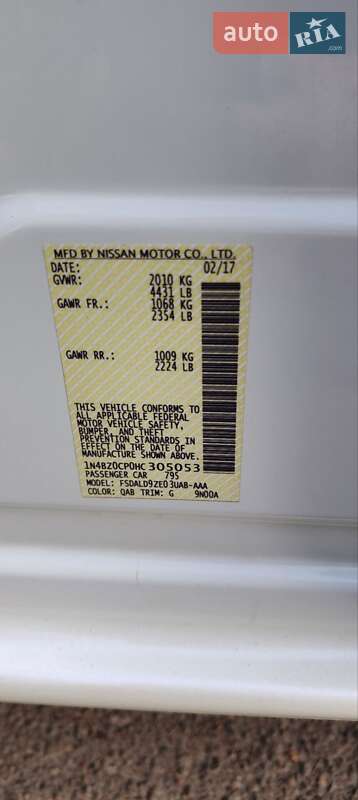 auto RIA.com
MFD BY NISSAN MOTOR CO., LTD.
DATE: 02/17
GVWR: 2010 KG
4431 LB
GAWR FR.: 1068 KG
2354 LB
GAWR RR.: 1009 KG
2224 LB
THIS VEHICLE CONFORMS TO
ALL APPLICABLE FEDERAL
MOTOR VEHICLE SAFETY,
BUMPER, AND THEFT
PREVENTION STANDARDS
IN EFFECT ON THE DATE OF
MANUFACTURE SHOWN ABOVE.
1N4BZ0CP0HC305053
PASSENGER CAR 795
MODEL: FSDALD9ZE03UAB-AAA
COLOR: QAB TRIM: G 9N00A